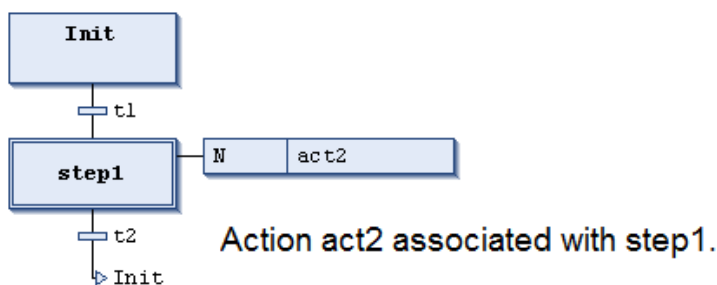 Init
t1
step1
N act2
t2
Action act2 associated with step1.
Init